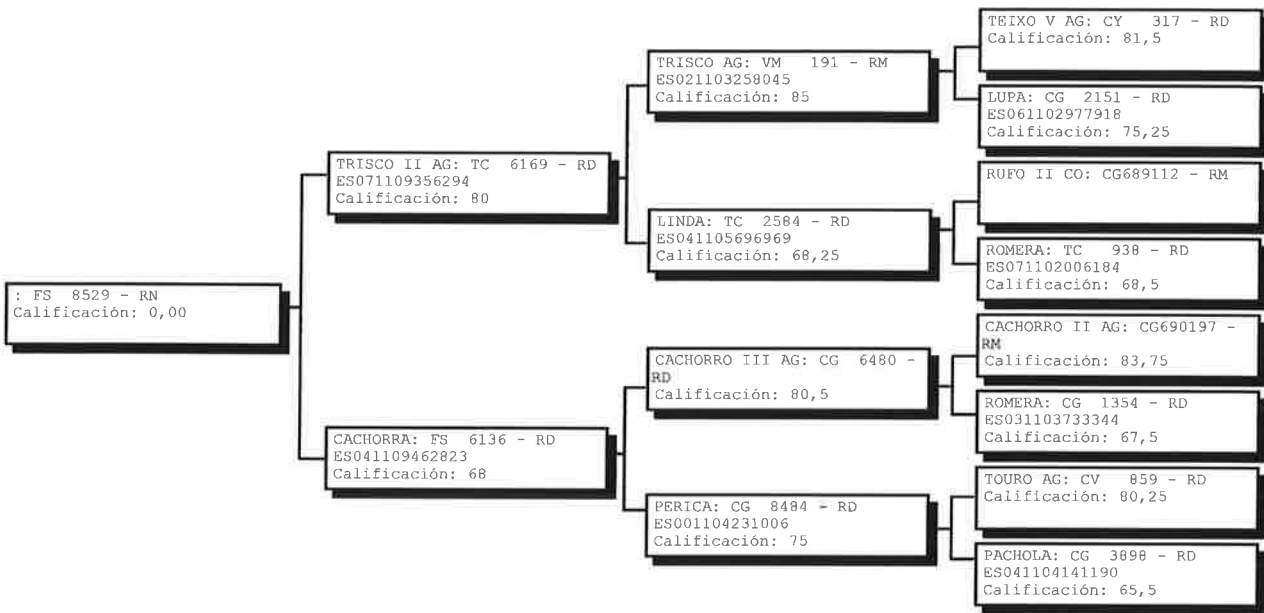 : FS 8529 - RN
Calificación: 0,00
TRISCO II AG: TC 6169 - RD
ES071109356294
Calificación: 80
CACHORRA: FS 6136 - RD
ES041109462823
Calificación: 68
TRISCO AG: VM 191 - RM
ES021103258045
Calificación: 85
LINDA: TC 2584 - RD
ES041105696969
Calificación: 68,25
CACHORRO III AG: CG 6480 -
RD
Calificación: 80,5
PERICA: CG 8484 - RD
ES001104231006
Calificación: 75
TEIXO V AG: CY 317 - RD
Calificación: 81,5
LUPA: CG 2151 - RD
ES061102977918
Calificación: 75,25
RUFO II CO: CG689112 - RM
ROMERA: TC 938 - RD
ES071102006184
Calificación: 68,5
CACHORRO II AG: CG690197 -
RM
Calificación: 83,75
ROMERA: CG 1354 - RD
ES031103733344
Calificación: 67,5
TOURO AG: CV 859 - RD
Calificación: 80,25
PACHOLA: CG 3898 - RD
ES041104141190
Calificación: 65,5